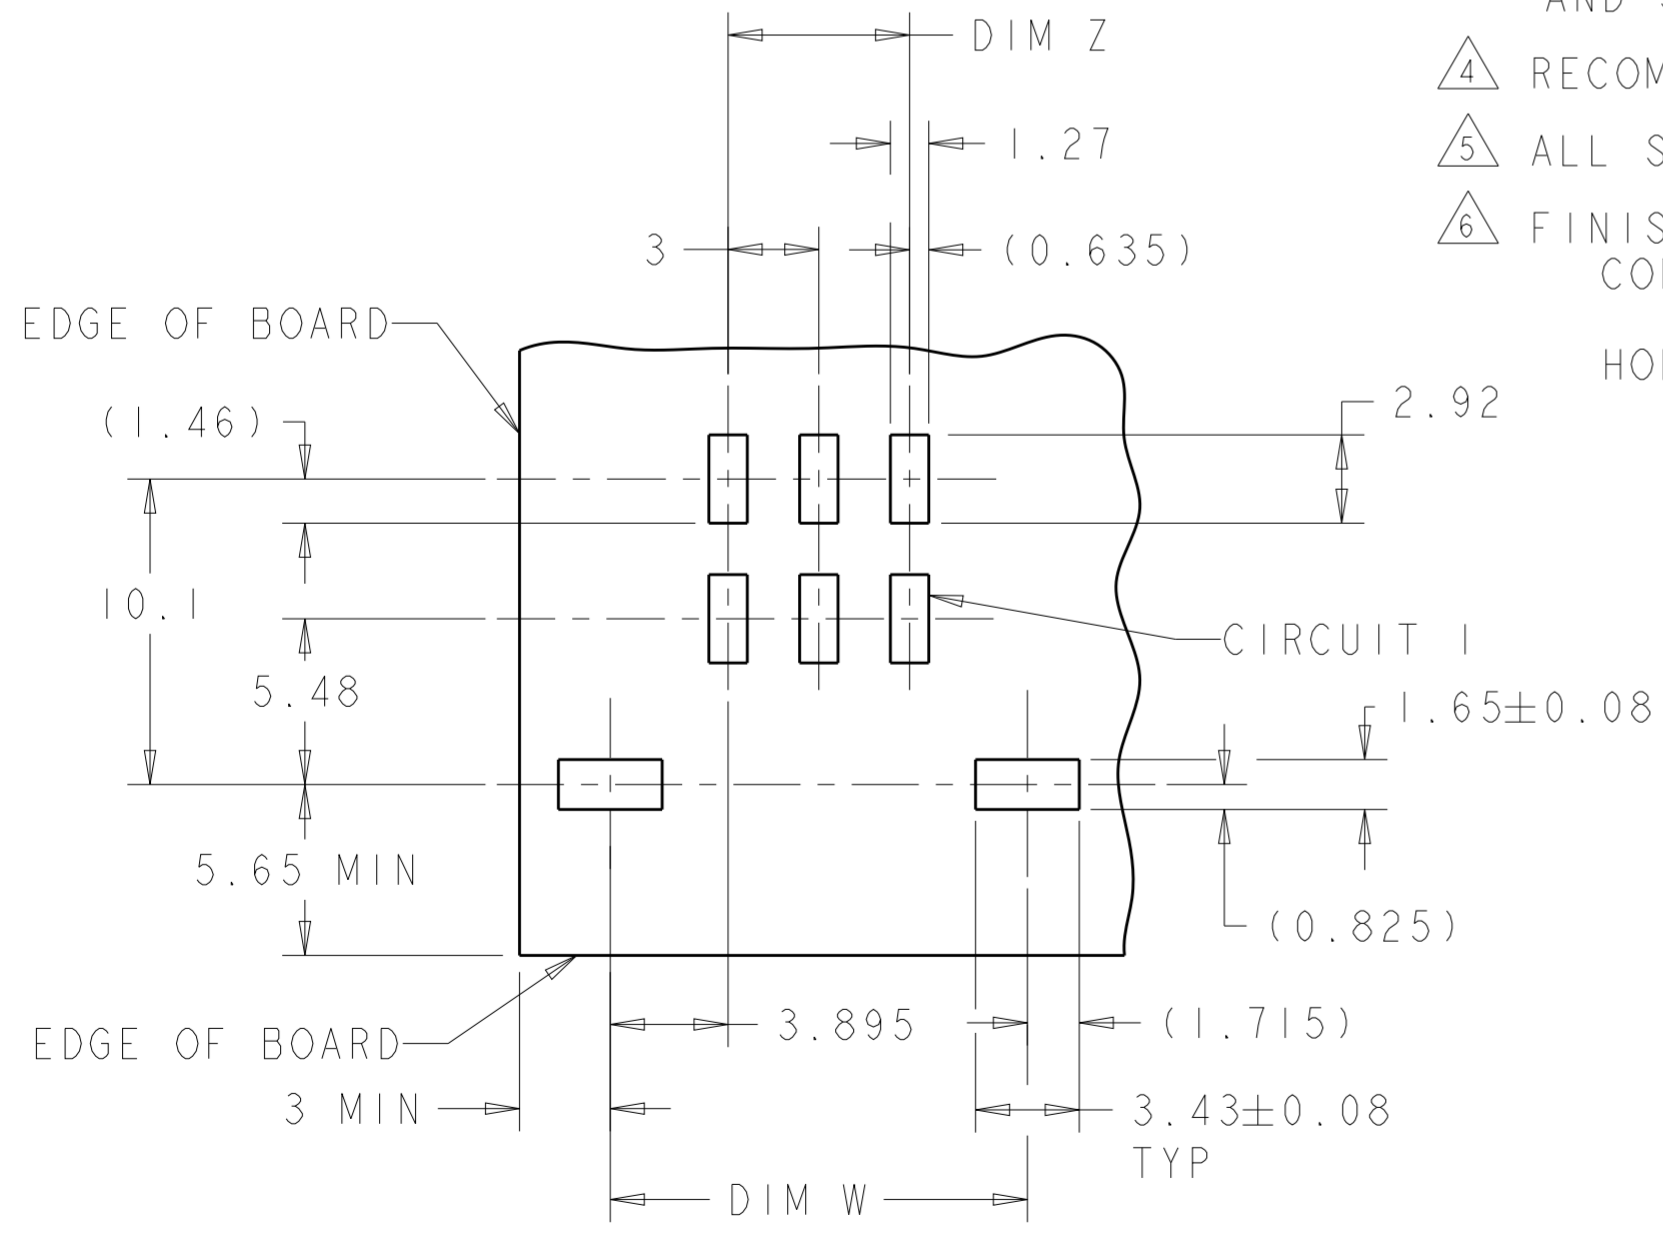 AND S
DIM Z
4 RECOM
1.27
5 ALL S
3
(0.635)
6 FINIS
CO
EDGE OF BOARD
HO
2.92
(1.46)
10.1
CIRCUIT 1
5.48
1.65±0.08
5.65 MIN
(0.825)
3.895
(1.715)
EDGE OF BOARD
3 MIN
3.43±0.08
TYP
DIM W